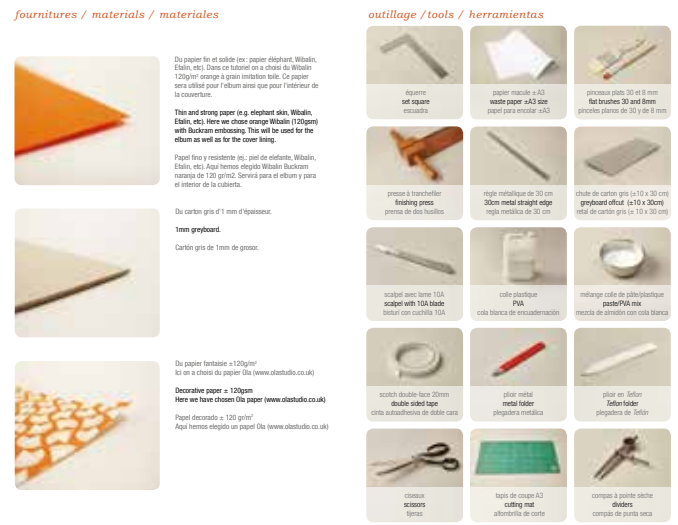 fournitures / materials / materiales
Du papier fin et solide (ex: papier éléphant, Wibalin,
Efalin, etc). Dans ce tutoriel on a choisi du Wibalin
120g/m² orange à grain imitation toile. Ce papier
sera utilisé pour l'elbum ainsi que pour l'intérieur de
la couverture.
Thin and strong paper (e.g. elephant skin, Wibalin,
Efalin, etc). Here we chose orange Wibalin (120gsm)
with Buckram embossing. This will be used for the
elbum as well as for the cover lining.
Papel fino y resistente (ej.: piel de elefante, Wibalin,
Efalin, etc). Aquí hemos elegido Wibalin Buckram
naranja de 120 gr/m2. Servirá para el elbum y para
el interior de la cubierta.
Du carton gris d'1 mm d'épaisseur.
1mm greyboard.
Cartón gris de 1mm de grosor.
Du papier fantaisie ±120g/m²
Ici on a choisi du papier Ola (www.olastudio.co.uk)
Decorative paper ± 120gsm
Here we have chosen Ola paper (www.olastudio.co.uk)
Papel decorado ± 120 gr/m²
Aqui hemos elegido un papel Ola (www.olastudio.co.uk)
outillage /tools / herramientas
équerre
set square
escuadra
papier macule ±A3
waste paper ±A3 size
papel para encolar ±A3
pinceaux plats 30 et 8 mm
flat brushes 30 and 8mm
pinceles planos de 30 y de 8 mm
presse à tranchefiler
finishing press
prensa de dos husillos
règle métallique de 30 cm
30cm metal straight edge
regla metálica de 30 cm
chute de carton gris (±10 x 30cm)
greyboard offcut (±10 x 30cm)
retal de cartón gris (± 10 x 30cm)
scalpel avec lame 10A
scalpel with 10A blade
bisturí con cuchilla 10A
colle plastique
PVA
cola blanca de encuadernación
mélange colle de pâte/plastique
paste/PVA mix
mezcla de almidón con cola blanca
scotch double-face 20mm
double sided tape
cinta autoadhesiva de doble cara
plioir métal
metal folder
plegadera metálica
plioir en Teflon
Teflon folder
plegadera de Teflón
ciseaux
scissors
tijeras
tapis de coupe A3
cutting mat
alfombrilla de corte
compas à pointe sèche
dividers
compás de punta seca